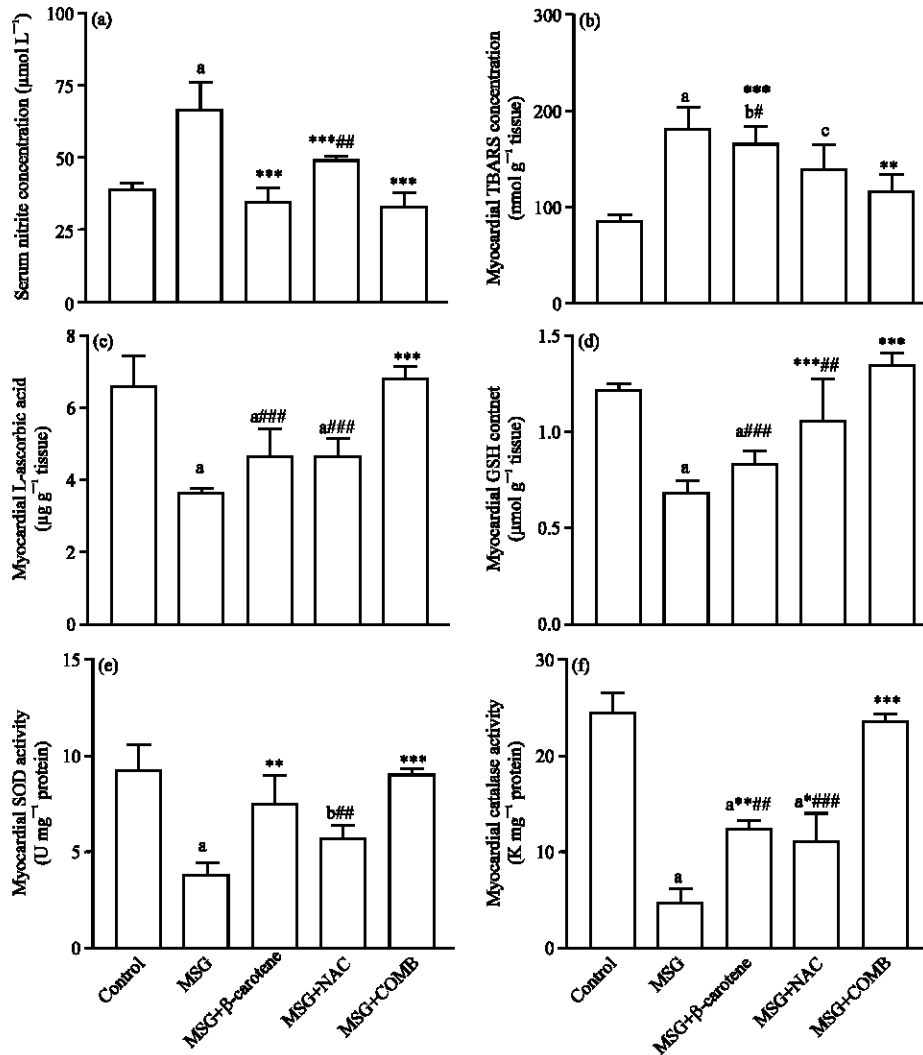 (a)
Serum nitrite concentration (μmol L⁻¹)
100
75
50
25
0
a
***
***##
***
(b)
Myocardial TBARS concentration
(nmol g⁻¹ tissue)
300
200
100
0
a
***
b#
c
**
(c)
Myocardial L-ascorbic acid
(μg g⁻¹ tissue)
8
6
4
2
0
a
a###
a###
***
(d)
Myocardial GSH contnet
(μmol g⁻¹ tissue)
1.5
1.0
0.5
0.0
a
a###
***##
***
(e)
Myocardial SOD activity
(U mg⁻¹ protein)
15
10
5
0
a
**
b##
***
Control
MSG
MSG+β-carotene
MSG+NAC
MSG+COMB
(f)
Myocardial catalase activity
(K mg⁻¹ protein)
30
20
10
0
a
a**##
a*###
***
Control
MSG
MSG+β-carotene
MSG+NAC
MSG+COMB